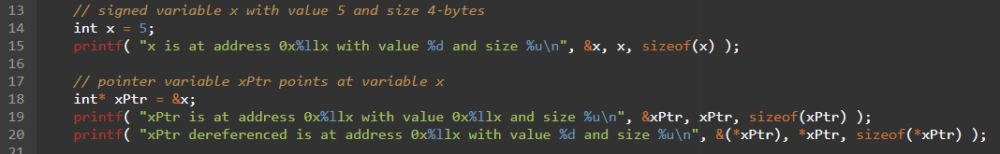 13 // signed variable x with value 5 and size 4-bytes
14 int x = 5;
15 printf( "x is at address 0x%llx with value %d and size %u\n", &x, x, sizeof(x) );
16
17 // pointer variable xPtr points at variable x
18 int* xPtr = &x;
19 printf( "xPtr is at address 0x%llx with value 0x%llx and size %u\n", &xPtr, xPtr, sizeof(xPtr) );
20 printf( "xPtr dereferenced is at address 0x%llx with value %d and size %u\n", &(*xPtr), *xPtr, sizeof(*xPtr) );
21